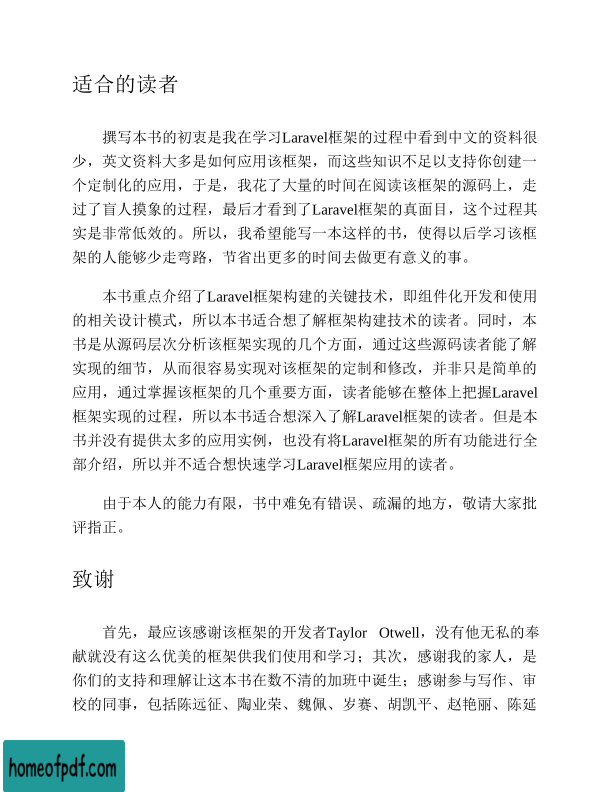 适合的读者
撰写本书的初衷是我在学习Laravel框架的过程中看到中文的资料很
少，英文资料大多是如何应用该框架，而这些知识不足以支持你创建一
个定制化的应用，于是，我花了大量的时间在阅读该框架的源码上，走
过了盲人摸象的过程，最后才看到了Laravel框架的真面目，这个过程其
实是非常低效的。所以，我希望能写一本这样的书，使得以后学习该框
架的人能够少走弯路，节省出更多的时间去做更有意义的事。
本书重点介绍了Laravel框架构建的关键技术，即组件化开发和使用
的相关设计模式，所以本书适合想了解框架构建技术的读者。同时，本
书是从源码层次分析该框架实现的几个方面，通过这些源码读者能了解
实现的细节，从而很容易实现对该框架的定制和修改，并非只是简单的
应用，通过掌握该框架的几个重要方面，读者能够在整体上把握Laravel
框架实现的过程，所以本书适合想深入了解Laravel框架的读者。但是本
书并没有提供太多的应用实例，也没有将Laravel框架的所有功能进行全
部介绍，所以并不适合想快速学习Laravel框架应用的读者。
由于本人的能力有限，书中难免有错误、疏漏的地方，敬请大家批
评指正。
致谢
首先，最应该感谢该框架的开发者Taylor Otwell，没有他无私的奉
献就没有这么优美的框架供我们使用和学习；其次，感谢我的家人，是
你们的支持和理解让这本书在数不清的加班中诞生；感谢参与写作、审
校的同事，包括陈远征、陶业荣、魏佩、岁赛、胡凯平、赵艳丽、陈延
homeofpdf.com